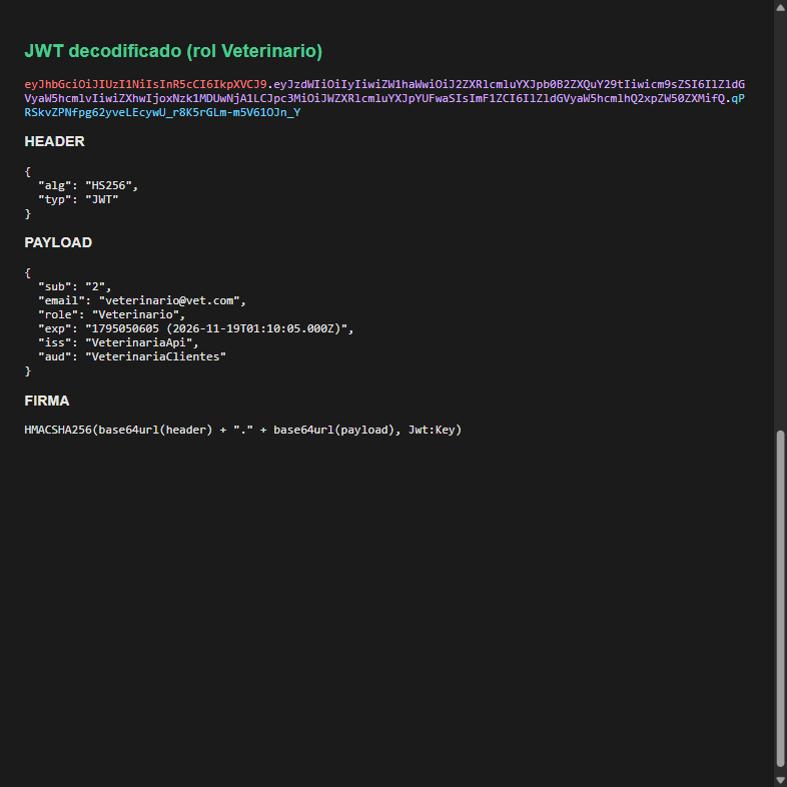 JWT decodificado (rol Veterinario)
eyJhbGciOiJIUzI1NiIsInR5cCI6IkpXVCJ9.eyJzdWIiOiIyIiwiZW1haWwiOiJ2ZXRlcmluYXJpb0B2ZXQuY29tIiwicm9sZSI6IlZldG
VyaW5hcmlvIiwiZXhwIjoxNzk1MDUwNjA1LCJpc3MiOiJWZXRlcmluYXJpYUFwaSIsImF1ZCI6IlZldGVyaW5hcmlhQ2xpZW50ZXMifQ.qP
RSkvZPNfpg62yveLEcywU_r8K5rGLm-m5V61OJn_Y
HEADER
{
  "alg": "HS256",
  "typ": "JWT"
}
PAYLOAD
{
  "sub": "2",
  "email": "veterinario@vet.com",
  "role": "Veterinario",
  "exp": "1795050605 (2026-11-19T01:10:05.000Z)",
  "iss": "VeterinariaApi",
  "aud": "VeterinariaClientes"
}
FIRMA
HMACSHA256(base64url(header) + "." + base64url(payload), Jwt:Key)